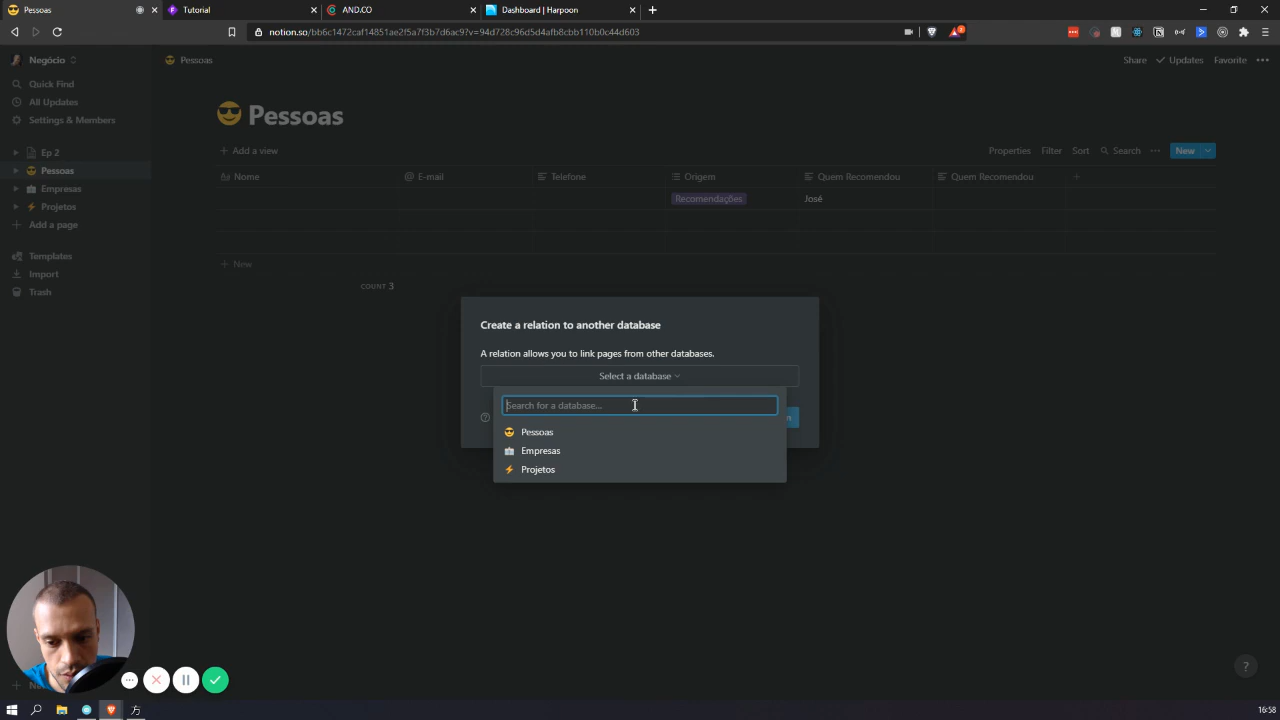 Pessoas
Tutorial
AND.CO
Dashboard | Harpoon
notion.so/bb6c1472caf14851ae2f5a7f3b7d6ac9?v=94d728c96d5d4afb8cbb110b0c44d603
Negócio
Pessoas
Share
Updates
Favorite
Quick Find
All Updates
Settings & Members
Ep 2
Pessoas
Empresas
Projetos
Add a page
Templates
Import
Trash
Pessoas
Add a view
Properties
Filter
Sort
Search
New
Nome
E-mail
Telefone
Origem
Quem Recomendou
Quem Recomendou
Recomendações
José
New
COUNT 3
Create a relation to another database
A relation allows you to link pages from other databases.
Select a database
Search for a database...
Pessoas
Empresas
Projetos
?
16:58